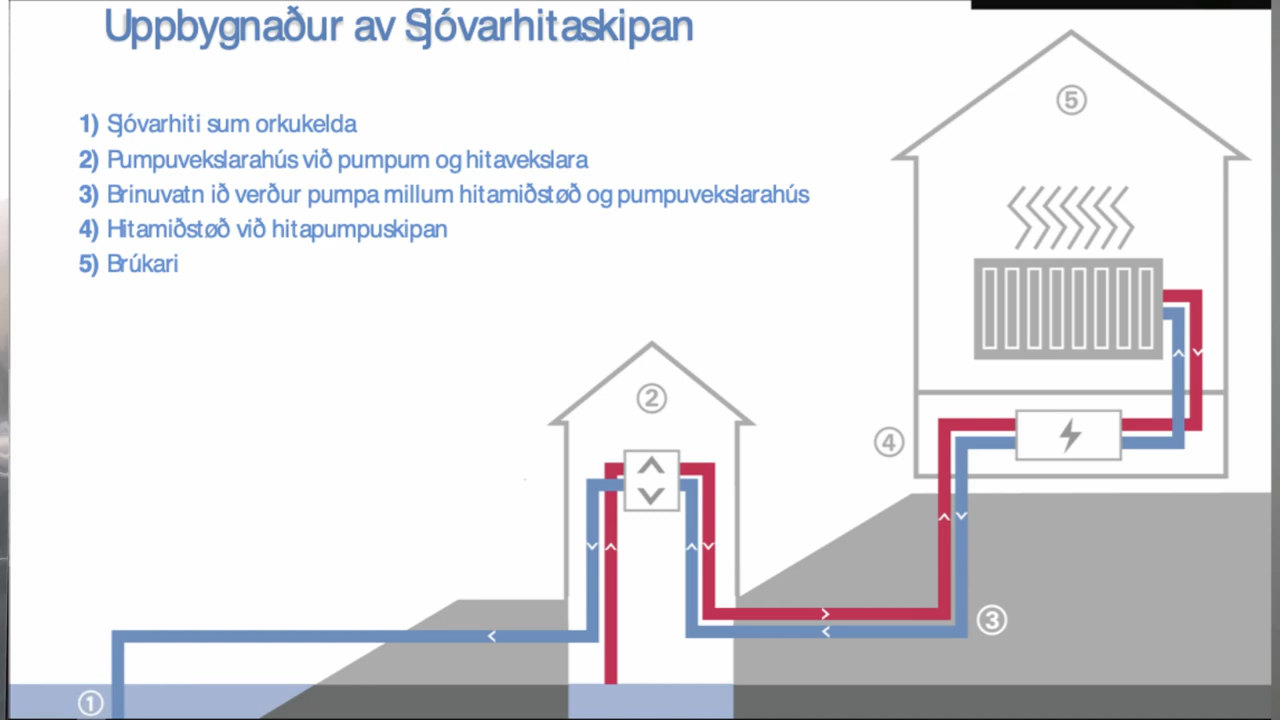 Uppbygnaður av Sjóvarhitaskipan
1) Sjóvarhiti sum orkukelda
2) Pumpuvekslarahús við pumpum og hitavekslara
3) Brinuvatn ið verður pumpa millum hitamiðstøð og pumpuvekslarahús
4) Hitamiðstøð við hitapumpuskipan
5) Brúkari
5
2
4
3
1